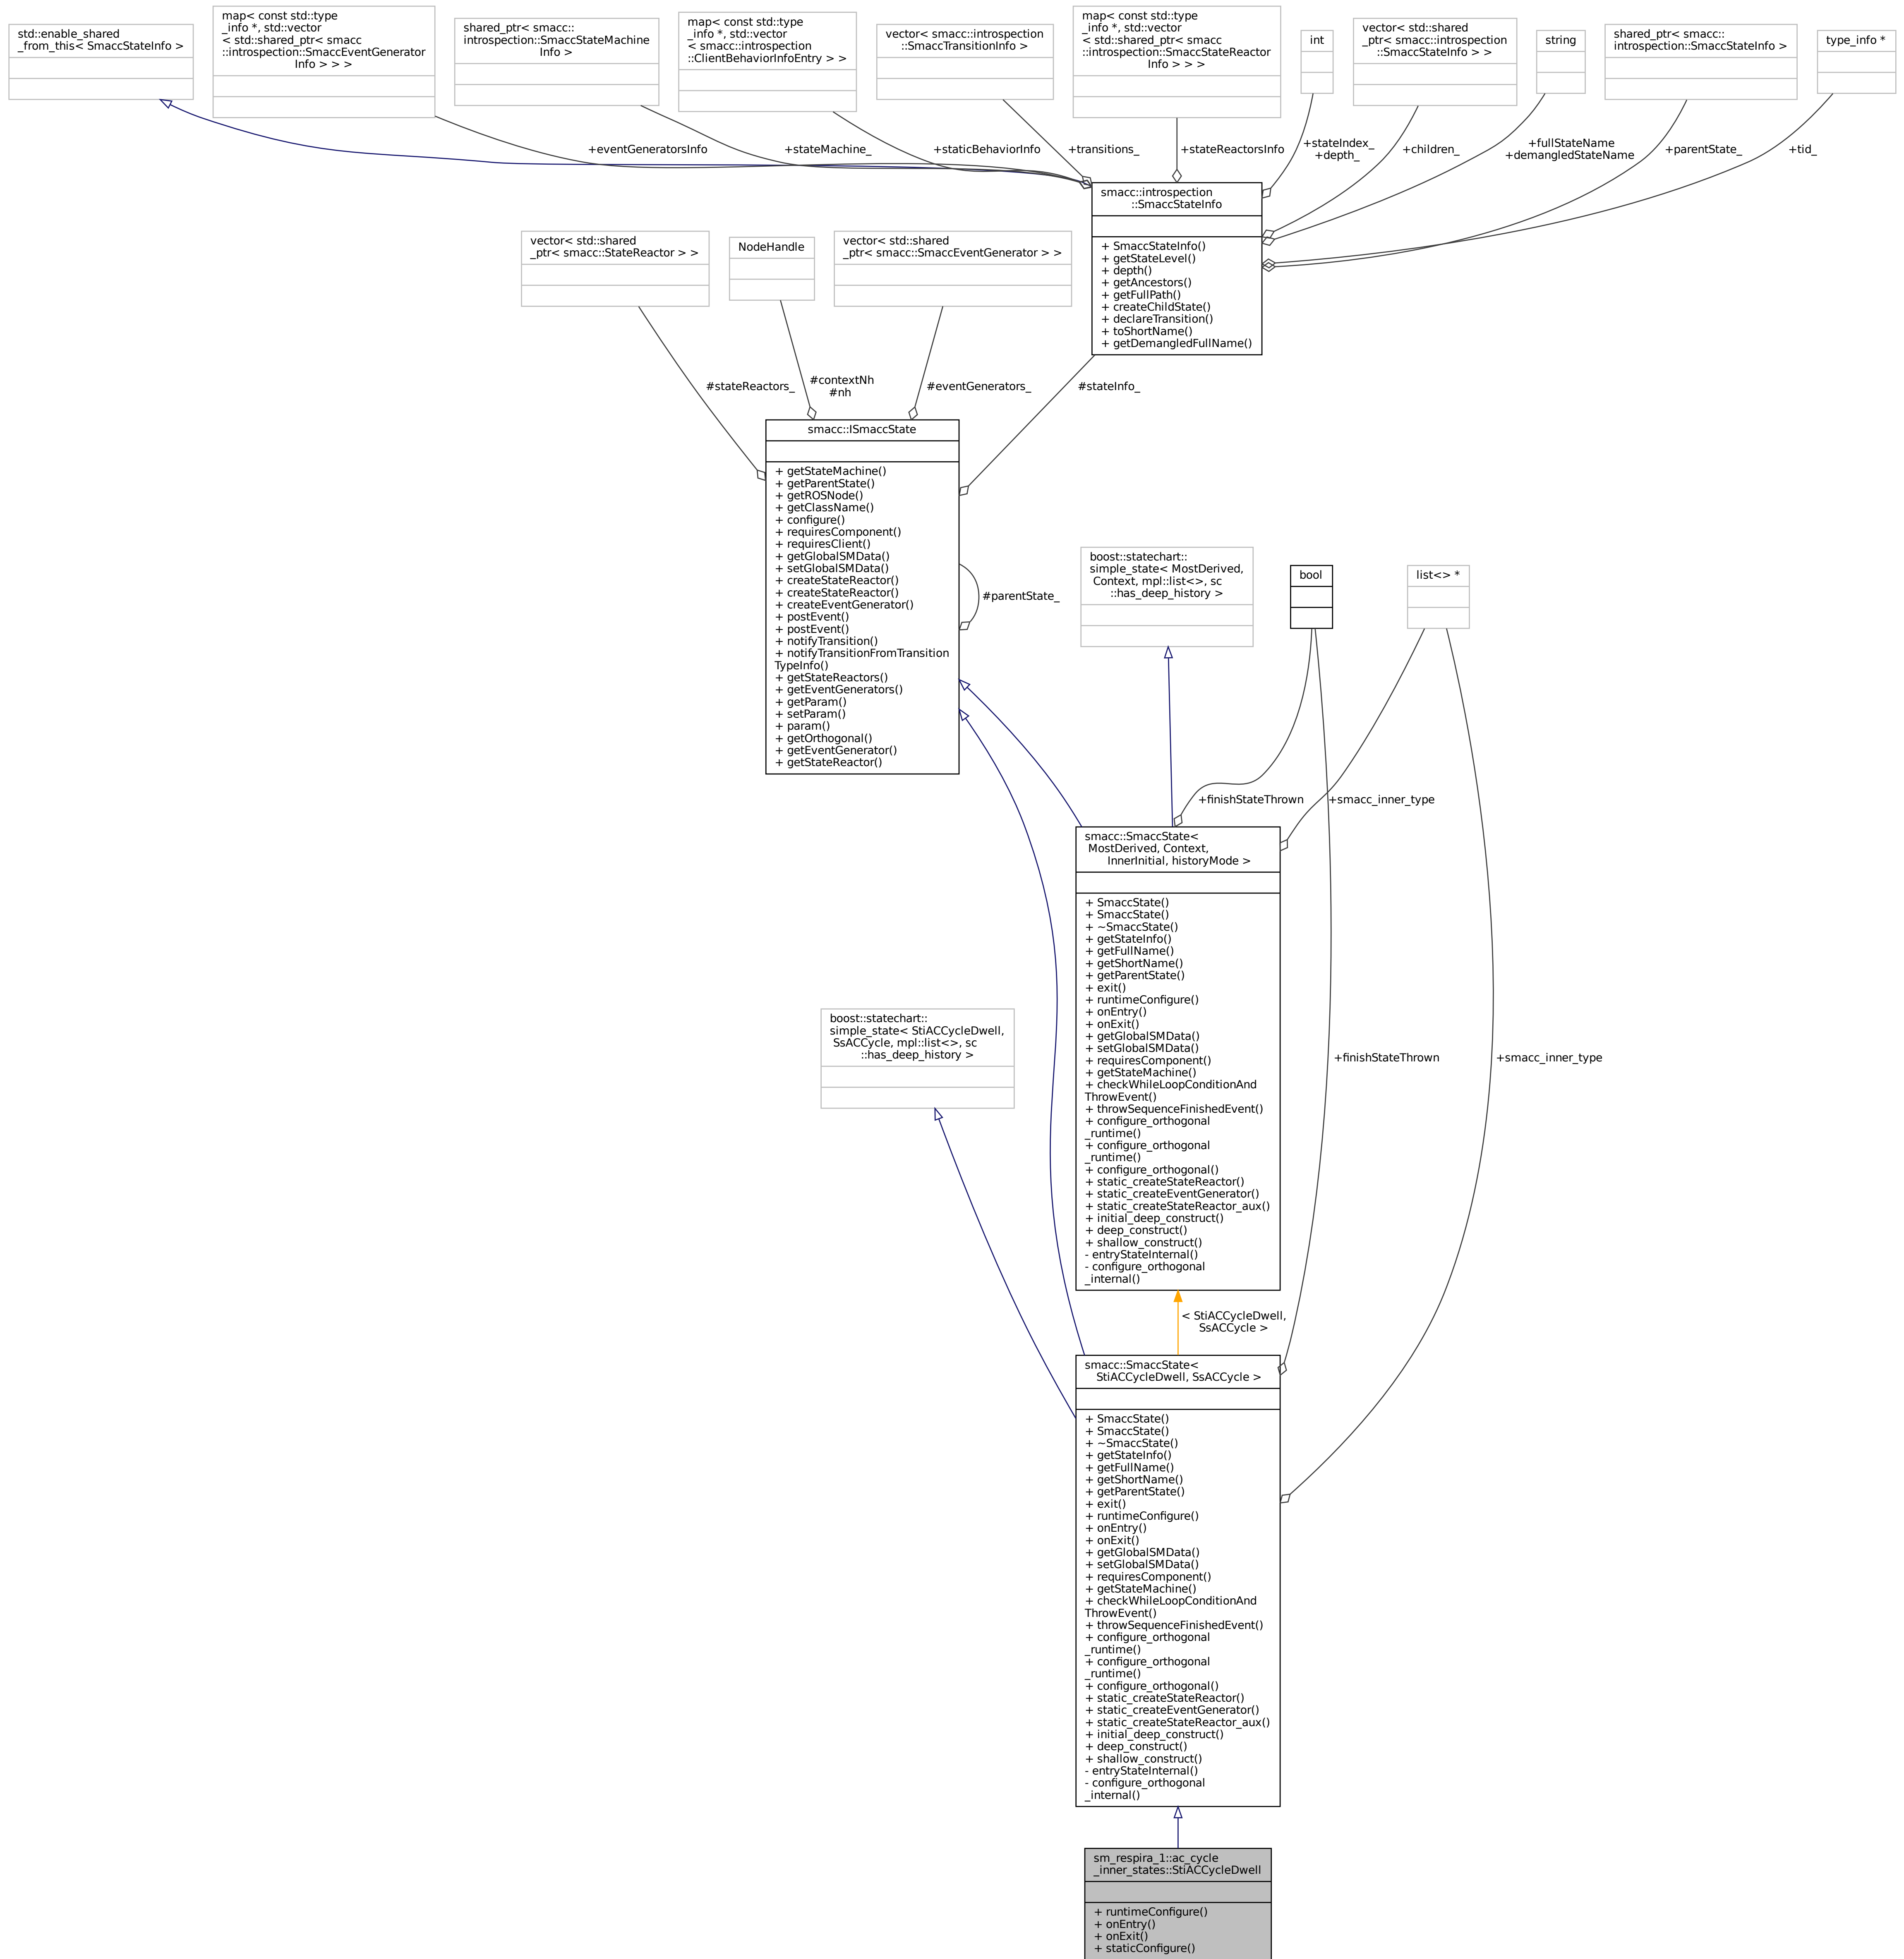 std::enable_shared
_from_this< SmaccStateInfo >
map< const std::type
_info *, std::vector
< std::shared_ptr< smacc
::introspection::SmaccEventGenerator
Info > > >
shared_ptr< smacc::
introspection::SmaccStateMachine
Info >
map< const std::type
_info *, std::vector
< smacc::introspection
::ClientBehaviorInfoEntry > >
vector< smacc::introspection
::SmaccTransitionInfo >
map< const std::type
_info *, std::vector
< std::shared_ptr< smacc
::introspection::SmaccStateReactor
Info > > >
int
vector< std::shared
_ptr< smacc::introspection
::SmaccStateInfo > >
string
shared_ptr< smacc::
introspection::SmaccStateInfo >
type_info *
+eventGeneratorsInfo
+stateMachine_
+staticBehaviorInfo
+transitions_
+stateReactorsInfo
+stateIndex_
+depth_
+children_
+fullStateName
+demangledStateName
+parentState_
+tid_
smacc::introspection
::SmaccStateInfo
+ SmaccStateInfo()
+ getStateLevel()
+ depth()
+ getAncestors()
+ getFullPath()
+ createChildState()
+ declareTransition()
+ toShortName()
+ getDemangledFullName()
vector< std::shared
_ptr< smacc::StateReactor > >
NodeHandle
vector< std::shared
_ptr< smacc::SmaccEventGenerator > >
#stateReactors_
#contextNh
#nh
#eventGenerators_
#stateInfo_
smacc::ISmaccState
+ getStateMachine()
+ getParentState()
+ getROSNode()
+ getClassName()
+ configure()
+ requiresComponent()
+ requiresClient()
+ getGlobalSMData()
+ setGlobalSMData()
+ createStateReactor()
+ createStateReactor()
+ createEventGenerator()
+ postEvent()
+ postEvent()
+ notifyTransition()
+ notifyTransitionFromTransition
TypeInfo()
+ getStateReactors()
+ getEventGenerators()
+ getParam()
+ setParam()
+ param()
+ getOrthogonal()
+ getEventGenerator()
+ getStateReactor()
#parentState_
boost::statechart::
simple_state< MostDerived,
Context, mpl::list<>, sc
::has_deep_history >
bool
list<> *
+finishStateThrown
+smacc_inner_type
smacc::SmaccState<
MostDerived, Context,
InnerInitial, historyMode >
+ SmaccState()
+ SmaccState()
+ ~SmaccState()
+ getStateInfo()
+ getFullName()
+ getShortName()
+ getParentState()
+ exit()
+ runtimeConfigure()
+ onEntry()
+ onExit()
+ getGlobalSMData()
+ setGlobalSMData()
+ requiresComponent()
+ getStateMachine()
+ checkWhileLoopConditionAnd
ThrowEvent()
+ throwSequenceFinishedEvent()
+ configure_orthogonal
_runtime()
+ configure_orthogonal
_runtime()
+ configure_orthogonal()
+ static_createStateReactor()
+ static_createEventGenerator()
+ static_createStateReactor_aux()
+ initial_deep_construct()
+ deep_construct()
+ shallow_construct()
- entryStateInternal()
- configure_orthogonal
_internal()
boost::statechart::
simple_state< StiACCycleDwell,
SsACCycle, mpl::list<>, sc
::has_deep_history >
+finishStateThrown
+smacc_inner_type
< StiACCycleDwell,
SsACCycle >
smacc::SmaccState<
StiACCycleDwell, SsACCycle >
+ SmaccState()
+ SmaccState()
+ ~SmaccState()
+ getStateInfo()
+ getFullName()
+ getShortName()
+ getParentState()
+ exit()
+ runtimeConfigure()
+ onEntry()
+ onExit()
+ getGlobalSMData()
+ setGlobalSMData()
+ requiresComponent()
+ getStateMachine()
+ checkWhileLoopConditionAnd
ThrowEvent()
+ throwSequenceFinishedEvent()
+ configure_orthogonal
_runtime()
+ configure_orthogonal
_runtime()
+ configure_orthogonal()
+ static_createStateReactor()
+ static_createEventGenerator()
+ static_createStateReactor_aux()
+ initial_deep_construct()
+ deep_construct()
+ shallow_construct()
- entryStateInternal()
- configure_orthogonal
_internal()
sm_respira_1::ac_cycle
_inner_states::StiACCycleDwell
+ runtimeConfigure()
+ onEntry()
+ onExit()
+ staticConfigure()